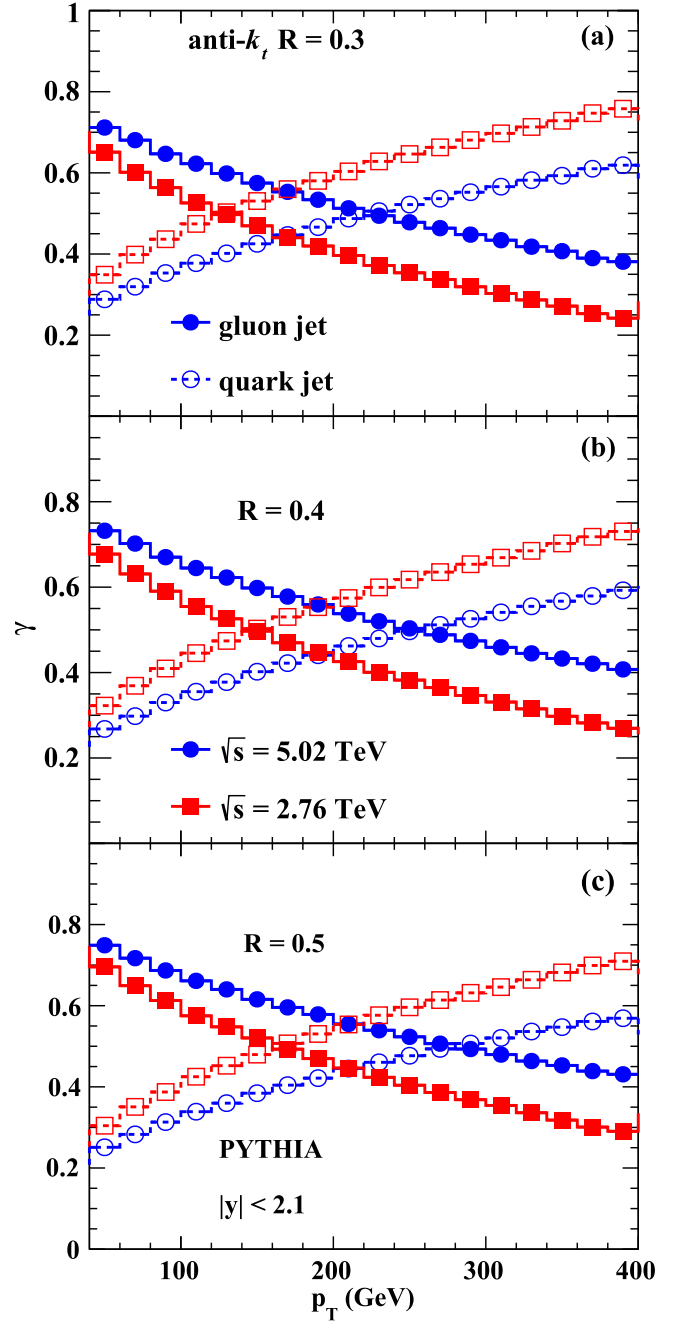 1
anti-k_t R = 0.3
(a)
0.8
0.6
0.4
gluon jet
0.2
quark jet
(b)
0.8
R = 0.4
0.6
γ
0.4
√s = 5.02 TeV
0.2
√s = 2.76 TeV
(c)
0.8
R = 0.5
0.6
0.4
PYTHIA
0.2
|y| < 2.1
0
100 200 300 400
p_T (GeV)